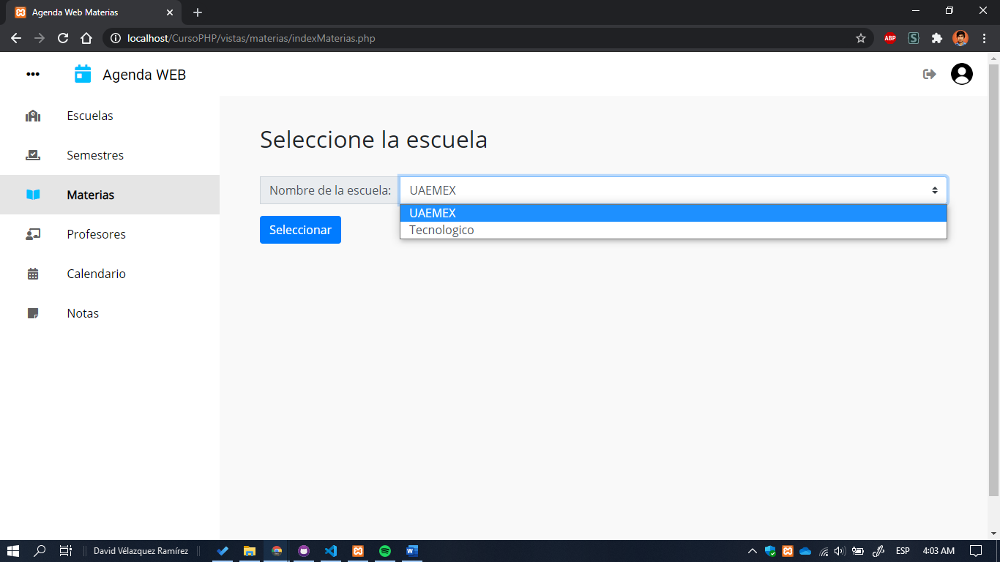 Agenda Web Materias
localhost/CursoPHP/vistas/materias/indexMaterias.php
ABP
S
Agenda WEB
Escuelas
Semestres
Materias
Profesores
Calendario
Notas
Seleccione la escuela
Nombre de la escuela:
UAEMEX
UAEMEX
Tecnologico
Seleccionar
David Vélazquez Ramírez
W
ESP
4:03 AM